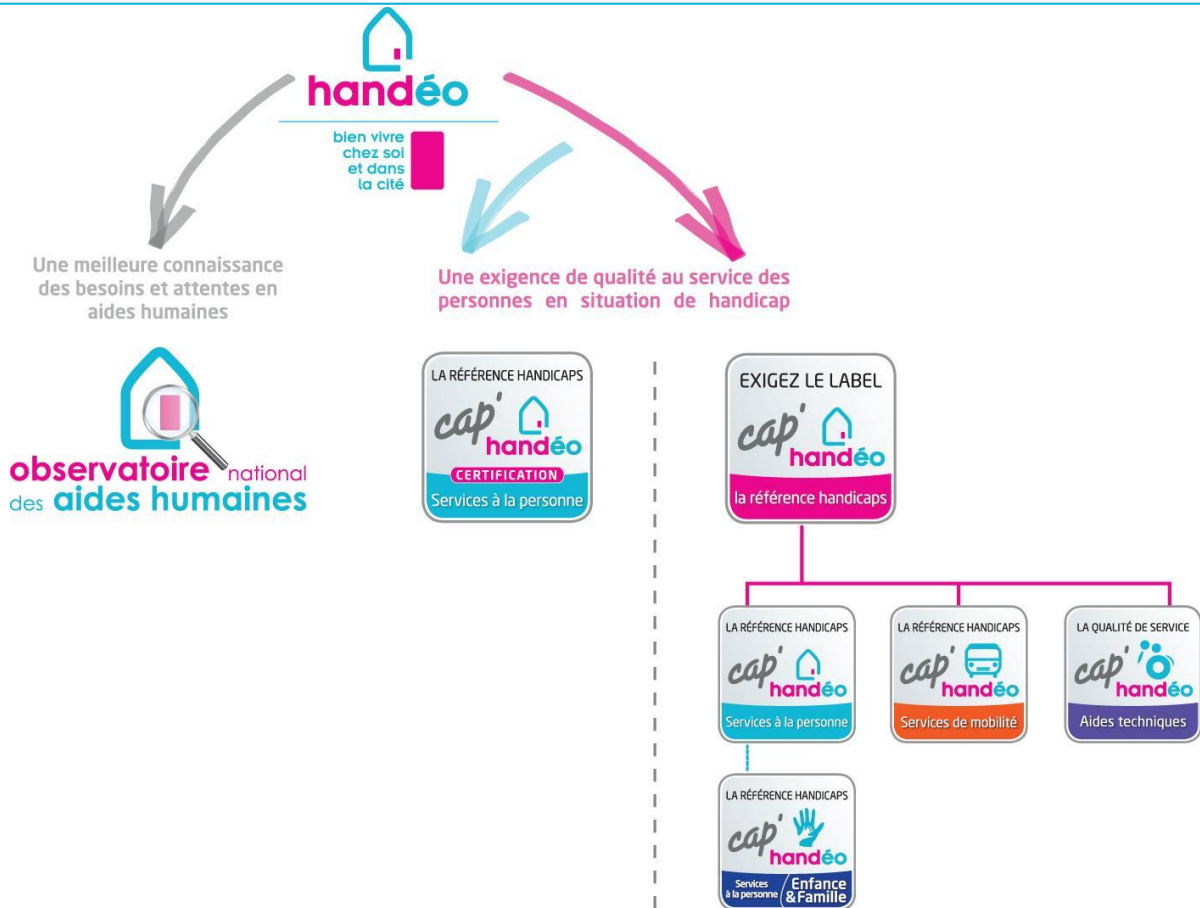 handéo
bien vivre
chez soi
et dans
la cité
Une meilleure connaissance
des besoins et attentes en
aides humaines
Une exigence de qualité au service des
personnes en situation de handicap
observatoire national
des aides humaines
LA RÉFÉRENCE HANDICAPS
cap'
handéo
CERTIFICATION
Services à la personne
EXIGEZ LE LABEL
cap'
handéo
la référence handicaps
LA RÉFÉRENCE HANDICAPS
cap'
handéo
Services à la personne
LA RÉFÉRENCE HANDICAPS
cap'
handéo
Services de mobilité
LA QUALITÉ DE SERVICE
cap'
handéo
Aides techniques
LA RÉFÉRENCE HANDICAPS
cap'
handéo
Services
à la personne
Enfance
&Famille